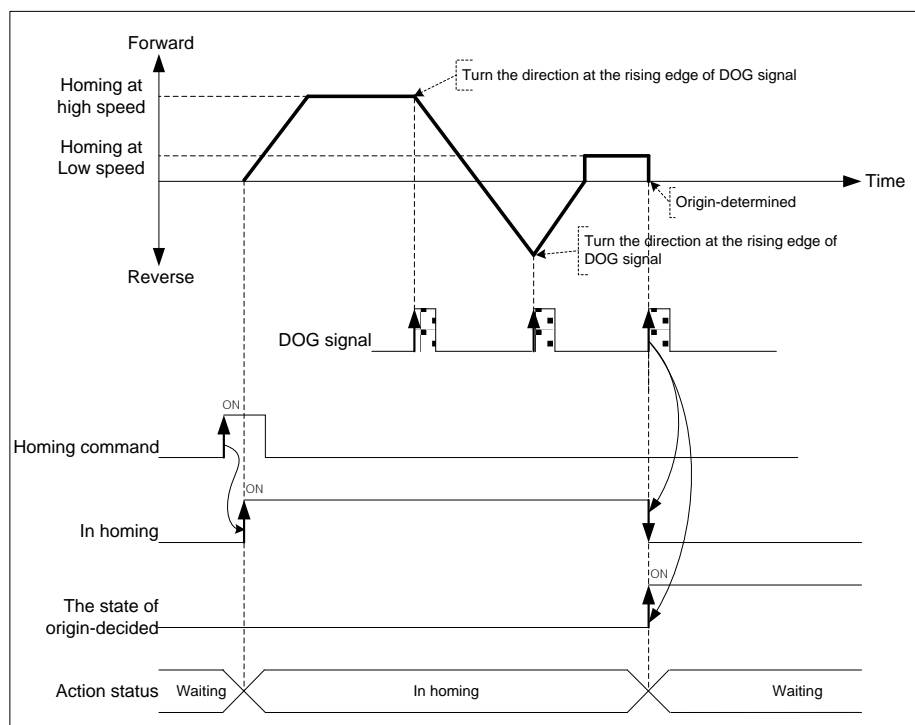 Forward
Homing at
high speed
Turn the direction at the rising edge of DOG signal
Homing at
Low speed
Time
Origin-determined
Turn the direction at the rising edge of
DOG signal
Reverse
DOG signal
ON
Homing command
ON
In homing
ON
The state of
origin-decided
Action status
Waiting
In homing
Waiting